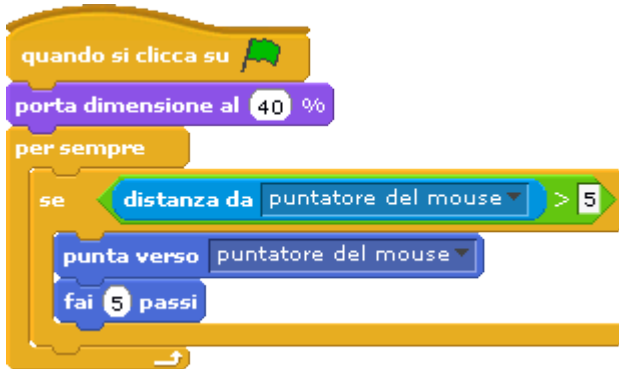 quando si clicca su
porta dimensione al 40 %
per sempre
se distanza da puntatore del mouse > 5
punta verso puntatore del mouse
fai 5 passi